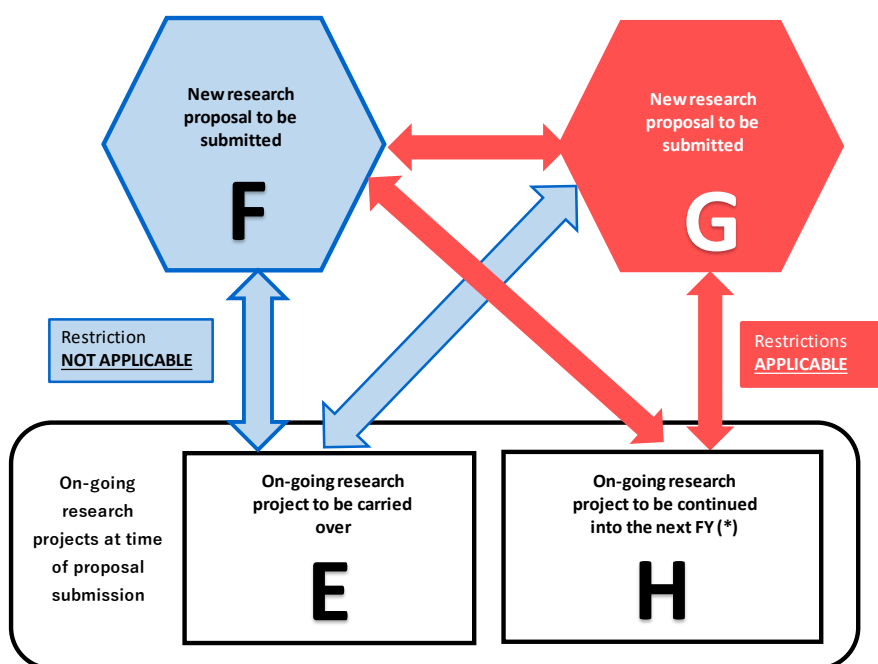 New research
proposal to be
submitted
F
New research
proposal to be
submitted
G
Restriction
NOT APPLICABLE
Restrictions
APPLICABLE
On-going
research
projects at time
of proposal
submission
On-going research
project to be carried
over
E
On-going research
project to be continued
into the next FY (*)
H